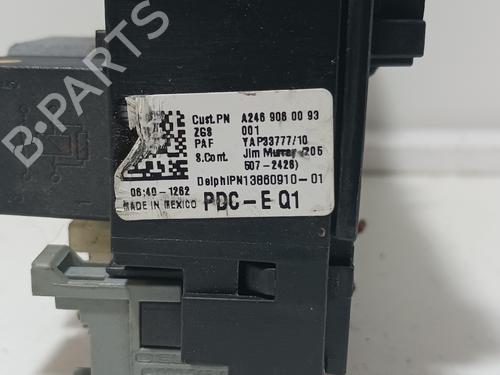 Cust.PN A246 906 00 93
ZGS 001
PAF YAP33777/10
S.Cont. Jim Murray (205
507-2426)
DelphiPN13860910-01
06:40-1262
MADE IN MEXICO PDC-E Q1
B-PARTS